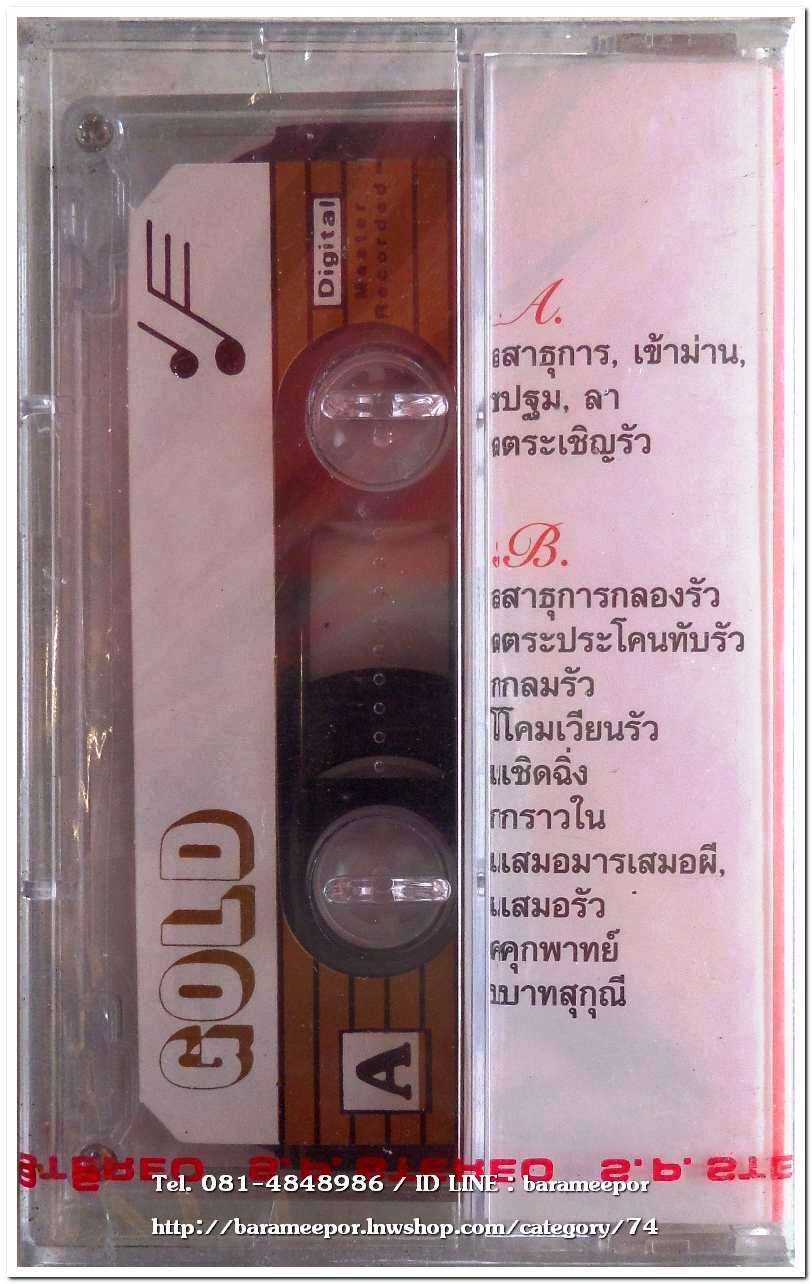 Digital
Master
Recorded
GOLD
A
A.
สาธุการ, เข้าม่าน,
ปฐม, ลา
ตระเชิญรัว
B.
สาธุการกลองรัว
ตระประโคนทับรัว
กลมรัว
โคมเวียนรัว
เชิดฉิ่ง
กราวใน
เสมอมารเสมอผี,
เสมอรัว
คุกพาทย์
บาทสุกุณี
STEREO S.P. STEREO S.P. STE
Tel. 081-4848986 / ID LINE : barameepor
http://barameepor.lnwshop.com/category/74